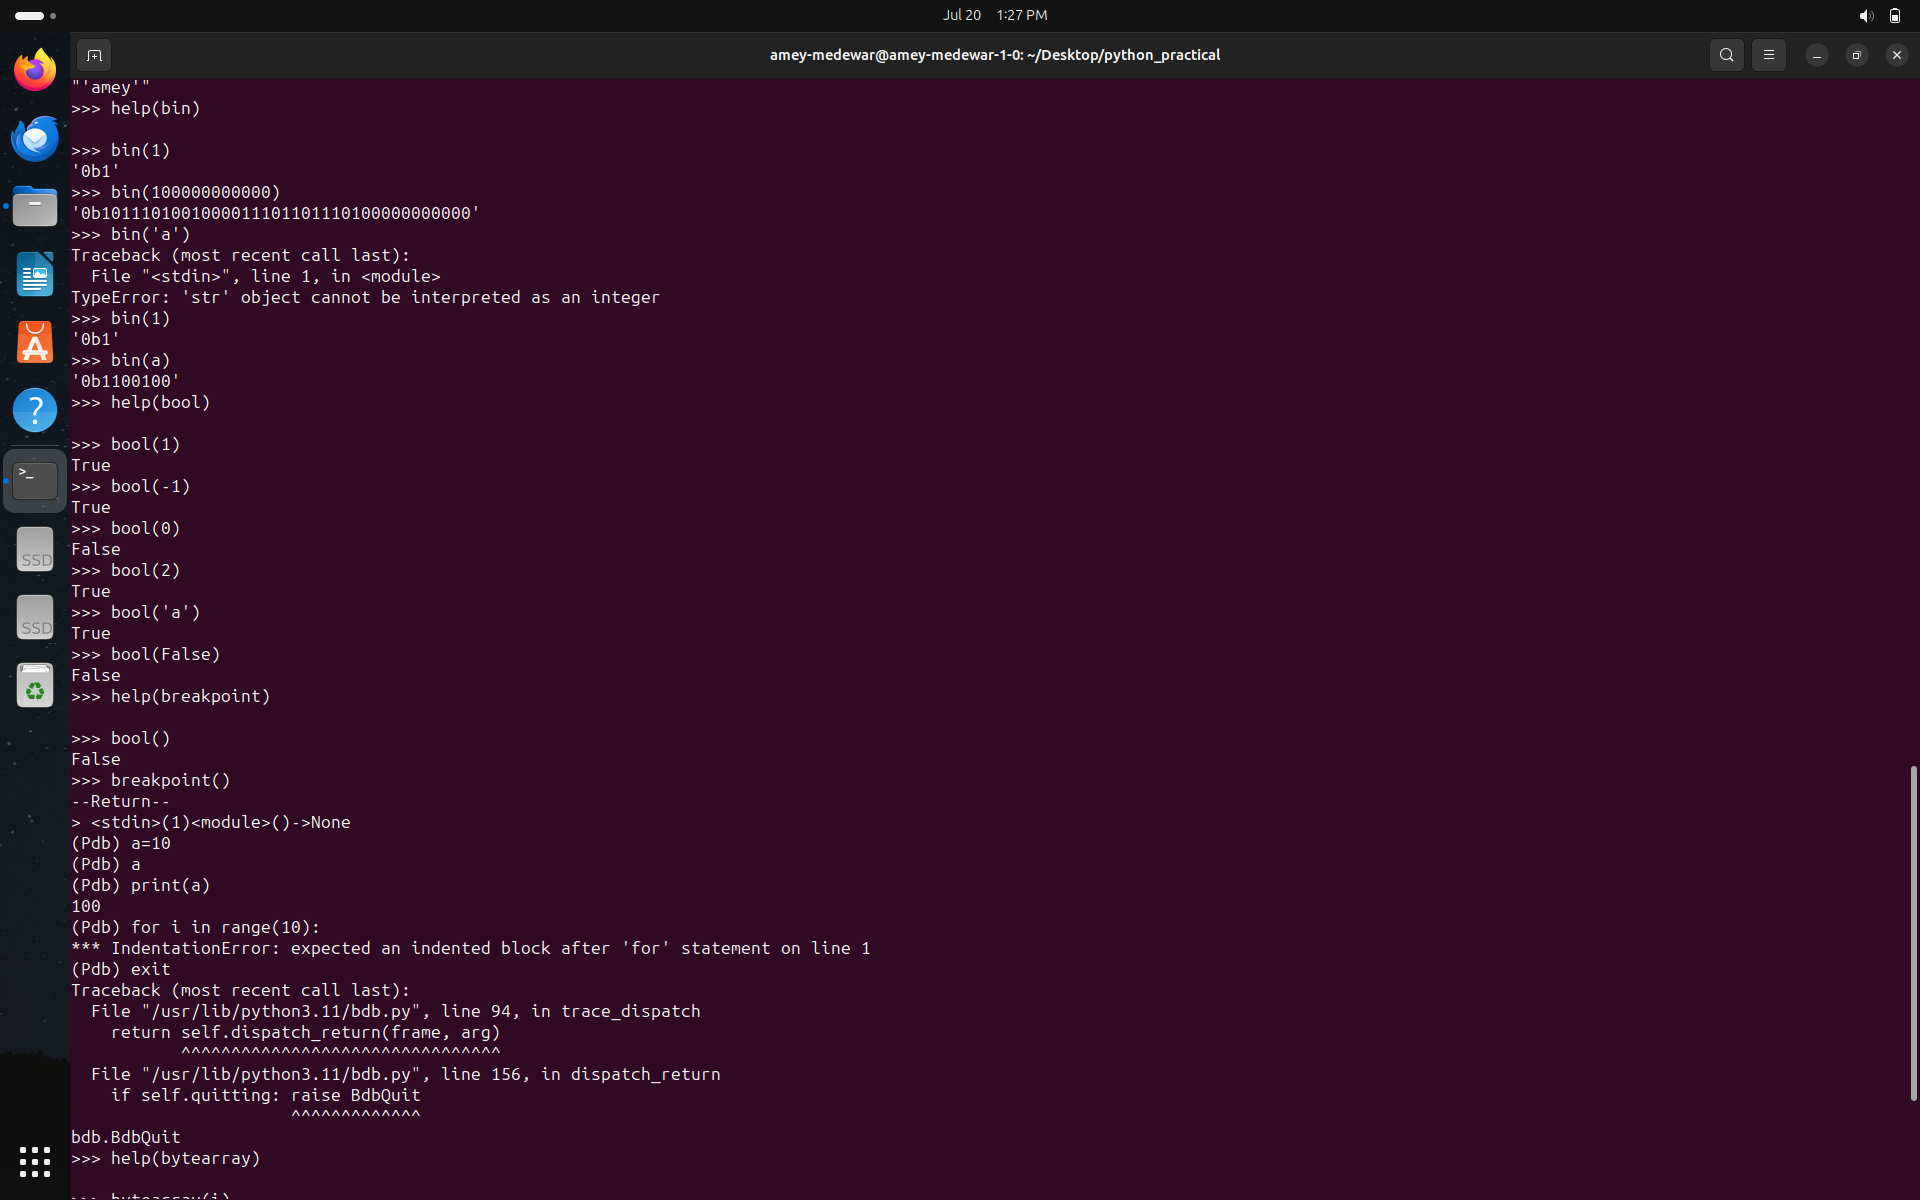 Jul 20 1:27 PM
amey-medewar@amey-medewar-1-0: ~/Desktop/python_practical
"'amey'"
>>> help(bin)
>>> bin(1)
'0b1'
>>> bin(100000000000)
'0b1011101001000011101101110100000000000'
>>> bin('a')
Traceback (most recent call last):
  File "<stdin>", line 1, in <module>
TypeError: 'str' object cannot be interpreted as an integer
>>> bin(1)
'0b1'
>>> bin(a)
'0b1100100'
>>> help(bool)
>>> bool(1)
True
>>> bool(-1)
True
>>> bool(0)
False
>>> bool(2)
True
>>> bool('a')
True
>>> bool(False)
False
>>> help(breakpoint)
>>> bool()
False
>>> breakpoint()
--Return--
> <stdin>(1)<module>()->None
(Pdb) a=10
(Pdb) a
(Pdb) print(a)
100
(Pdb) for i in range(10):
*** IndentationError: expected an indented block after 'for' statement on line 1
(Pdb) exit
Traceback (most recent call last):
  File "/usr/lib/python3.11/bdb.py", line 94, in trace_dispatch
    return self.dispatch_return(frame, arg)
           ^^^^^^^^^^^^^^^^^^^^^^^^^^^^^^^^
  File "/usr/lib/python3.11/bdb.py", line 156, in dispatch_return
    if self.quitting: raise BdbQuit
                      ^^^^^^^^^^^^^
bdb.BdbQuit
>>> help(bytearray)
>>> bytearray(i)
SSD
SSD